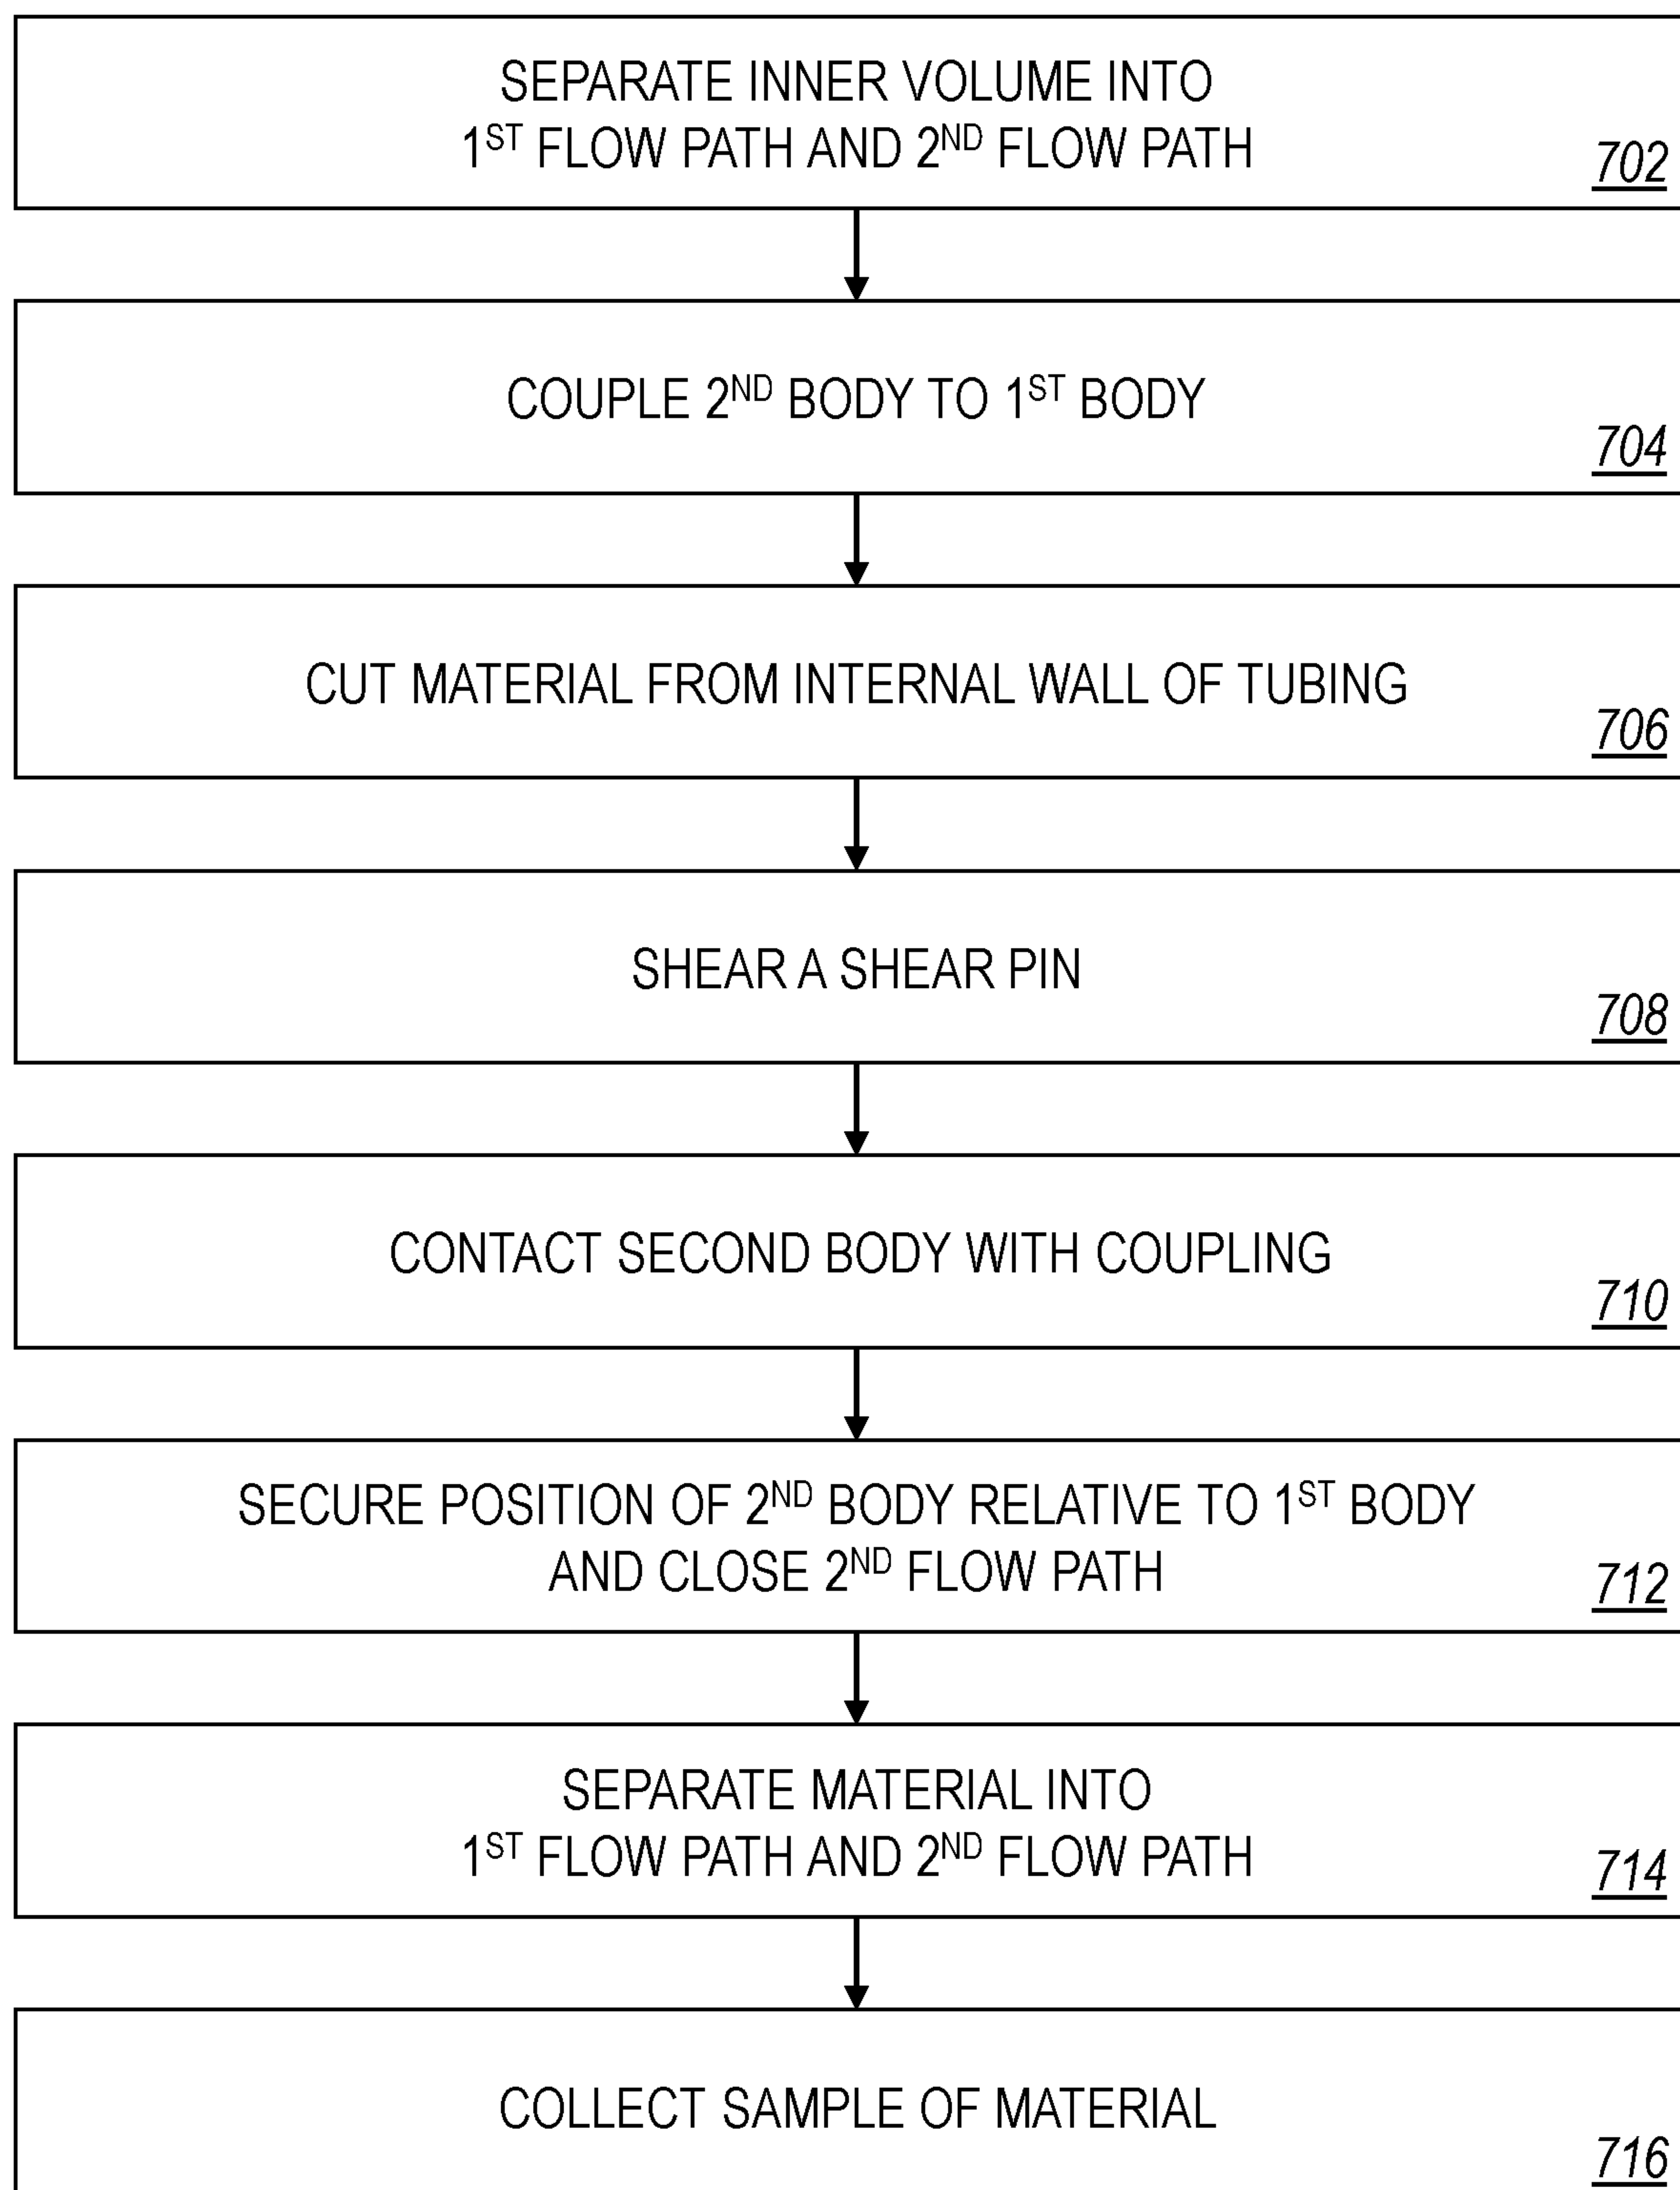 SEPARATE INNER VOLUME INTO
1ST FLOW PATH AND 2ND FLOW PATH
702
COUPLE 2ND BODY TO 1ST BODY
704
CUT MATERIAL FROM INTERNAL WALL OF TUBING
706
SHEAR A SHEAR PIN
708
CONTACT SECOND BODY WITH COUPLING
710
SECURE POSITION OF 2ND BODY RELATIVE TO 1ST BODY
AND CLOSE 2ND FLOW PATH
712
SEPARATE MATERIAL INTO
1ST FLOW PATH AND 2ND FLOW PATH
714
COLLECT SAMPLE OF MATERIAL
716